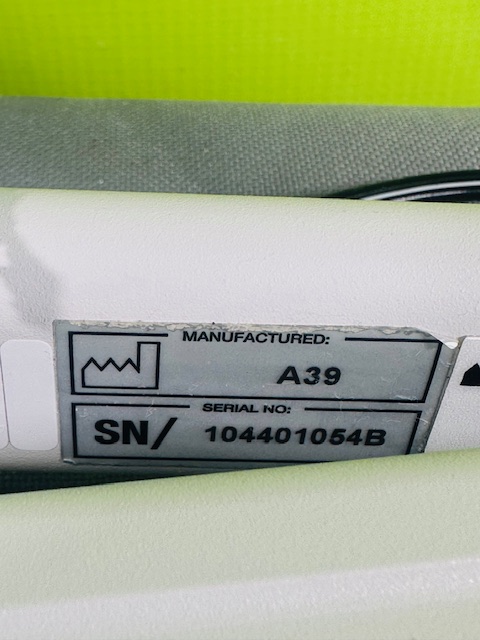 MANUFACTURED:
A39
SERIAL NO:
SN/ 104401054B